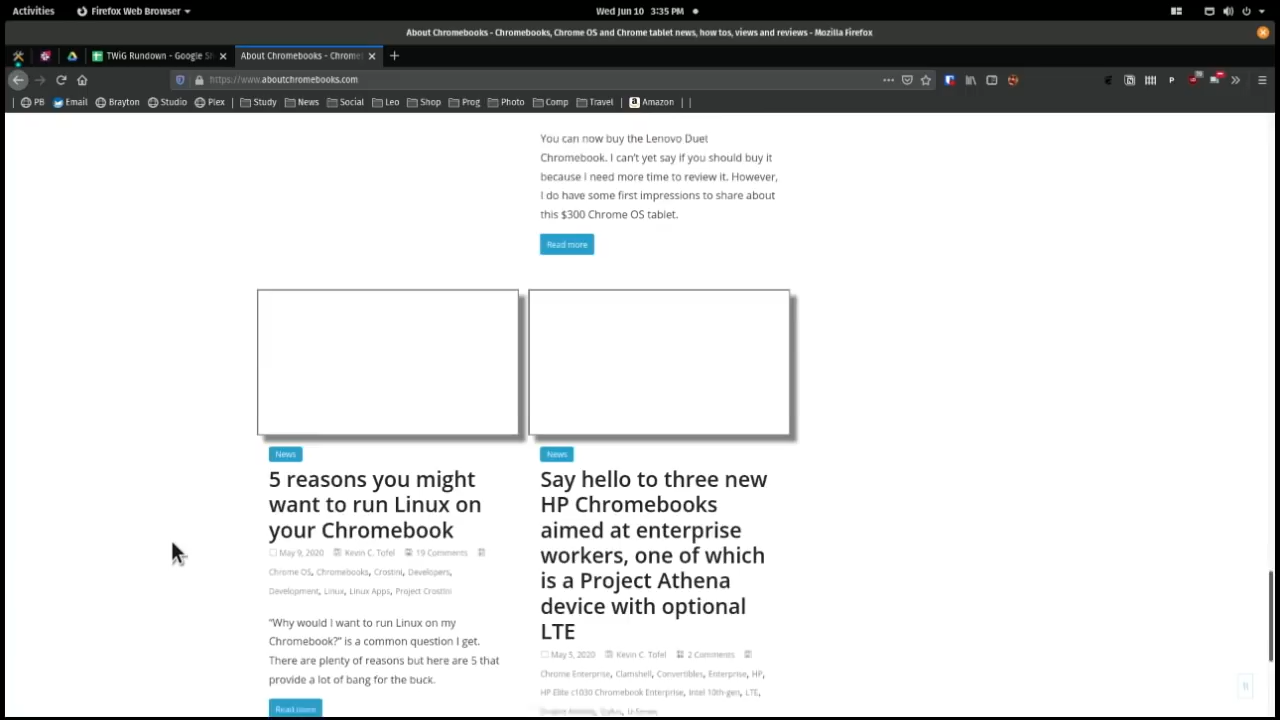 Activities
Firefox Web Browser
Wed Jun 10 3:35 PM
About Chromebooks - Chromebooks, Chrome OS and Chrome tablet news, how tos, views and reviews - Mozilla Firefox
TWiG Rundown - Google Sh
About Chromebooks - Chrome
https://www.aboutchromebooks.com
PB
Email
Brayton
Studio
Plex
Study
News
Social
Leo
Shop
Prog
Photo
Comp
Travel
Amazon
You can now buy the Lenovo Duet
Chromebook. I can't yet say if you should buy it
because I need more time to review it. However,
I do have some first impressions to share about
this $300 Chrome OS tablet.
Read more
News
5 reasons you might
want to run Linux on
your Chromebook
May 9, 2020 Kevin C. Tofel 19 Comments
Chrome OS, Chromebooks, Crostini, Developers,
Development, Linux, Linux Apps, Project Crostini
"Why would I want to run Linux on my
Chromebook?" is a common question I get.
There are plenty of reasons but here are 5 that
provide a lot of bang for the buck.
Read more
News
Say hello to three new
HP Chromebooks
aimed at enterprise
workers, one of which
is a Project Athena
device with optional
LTE
May 5, 2020 Kevin C. Tofel 2 Comments
Chrome Enterprise, Clamshell, Convertibles, Enterprise, HP,
HP Elite c1030 Chromebook Enterprise, Intel 10th-gen, LTE,